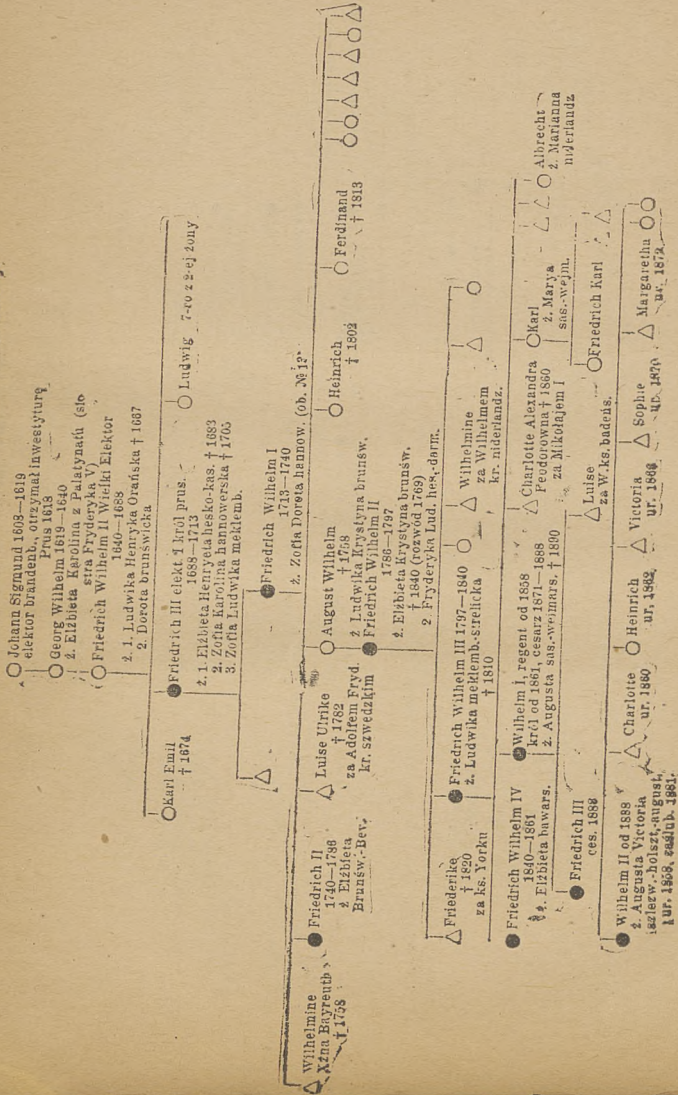 Johann Sigmund 1608—1619
elektor brandenb., otrzymał inwestyturę
Prus 1618
Georg Wilhelm 1619—1640
ż. Elżbieta Karolina z Palatynatu (sio
stra Fryderyka V)
Friedrich Wilhelm II Wielki Elektor
1640—1688
ż. 1. Ludwika Henryka Orańska † 1667
2. Dorota brunświcka
Karl Emil
† 1674
Friedrich III elekt 1 król prus.
1688—1713
ż. 1. Elżbieta Henryeta hesko-kas. † 1683
2. Zofia Karolina hannowerska † 1705
3. Zofia Ludwika meklemb.
Ludwig 7-ro z 2-ej żony
Friedrich Wilhelm I
1713—1740
ż. Zofia Dorota hannow. (ob. №
Wilhelmine
Xżna Bayreuth
† 1758
Friedrich II
1740—1786
ż. Elżbieta
Brunśw.-Bev.
Luise Ulrike
† 1782
za Adolfem Fryd.
kr. szwedzkim
August Wilhelm
† 1758
ż Ludwika Krystyna brunśw.
Heinrich
† 1802
Ferdinand
† 1813
Friedrich Wilhelm II
1786—1797
ż. Elżbieta Krystyna brunśw.
† 1840 (rozwód 1769)
2 Fryderyka Lud. hes.-darm.
Friederike
† 1820
za ks. Yorku
Friedrich Wilhelm III 1797—1840
ż. Ludwika meklemb.-strelicka
† 1810
Wilhelmine
za Wilhelmem
kr. niderlandz.
Friedrich Wilhelm IV
1840—1861
ż. Elżbieta bawars.
Wilhelm I, regent od 1858
król od 1861, cesarz 1871—1888
ż. Augusta sas.-weimars. † 1890
Charlotte Alexandra
Feodorowna † 1860
za Mikołajem I
Karl
ż. Marya
sas.-wejm.
Albrecht
ż. Marianna
niderlandz
Friedrich III
ces. 1888
Luise
za W.ks. badeńs.
Friedrich Karl
Wilhelm II od 1888
ż. Augusta Victoria
szlezw.-holszt.-august.
ur. 1858, zaślub. 1881.
Charlotte
ur. 1860
Heinrich
ur. 1862
Victoria
ur. 1866
Sophie
ur. 1870
Margaretha
ur. 1872